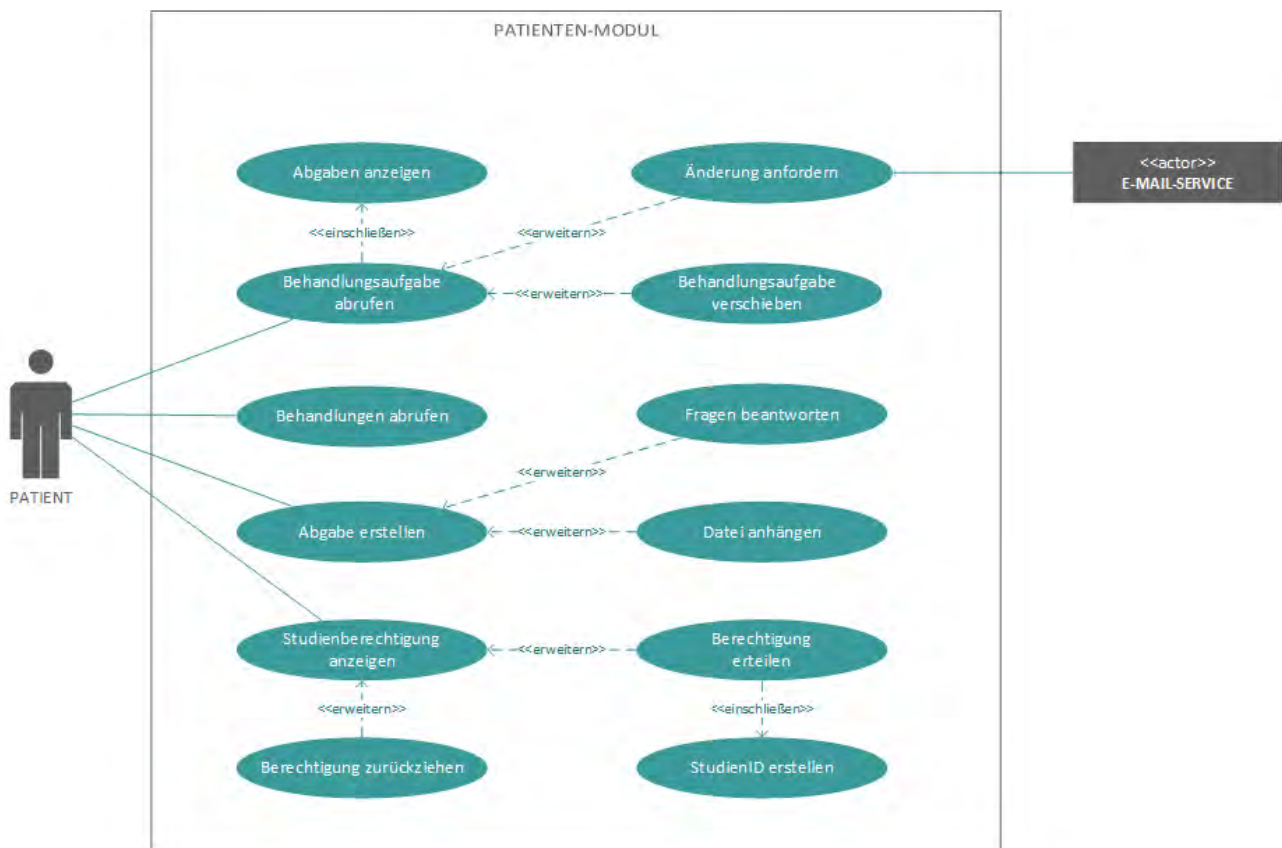 PATIENTEN-MODUL
Abgaben anzeigen
Änderung anfordern
<<actor>>
E-MAIL-SERVICE
<<einschließen>>
<<erweitern>>
Behandlungsaufgabe
abrufen
<<erweitern>>
Behandlungsaufgabe
verschieben
Behandlungen abrufen
Fragen beantworten
PATIENT
<<erweitern>>
Abgabe erstellen
<<erweitern>>
Datei anhängen
Studienberechtigung
anzeigen
<<erweitern>>
Berechtigung
erteilen
<<erweitern>>
<<einschließen>>
Berechtigung zurückziehen
StudienID erstellen